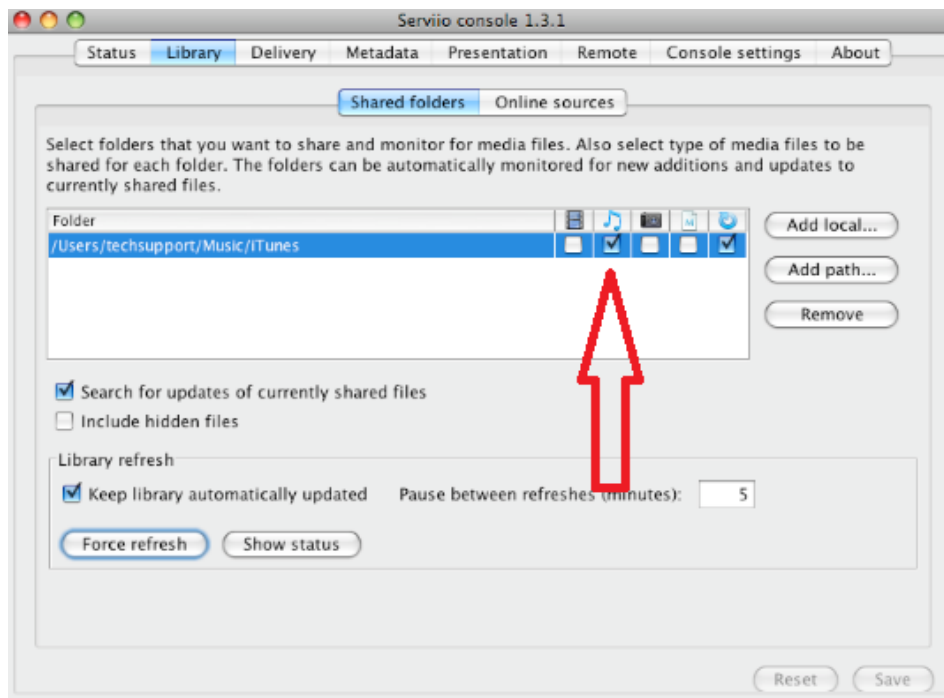 Serviio console 1.3.1
Status Library Delivery Metadata Presentation Remote Console settings About
Shared folders Online sources
Select folders that you want to share and monitor for media files. Also select type of media files to be
shared for each folder. The folders can be automatically monitored for new additions and updates to
currently shared files.
Folder
/Users/techsupport/Music/iTunes
Add local...
Add path...
Remove
Search for updates of currently shared files
Include hidden files
Library refresh
Keep library automatically updated Pause between refreshes (minutes): 5
Force refresh Show status
Reset Save